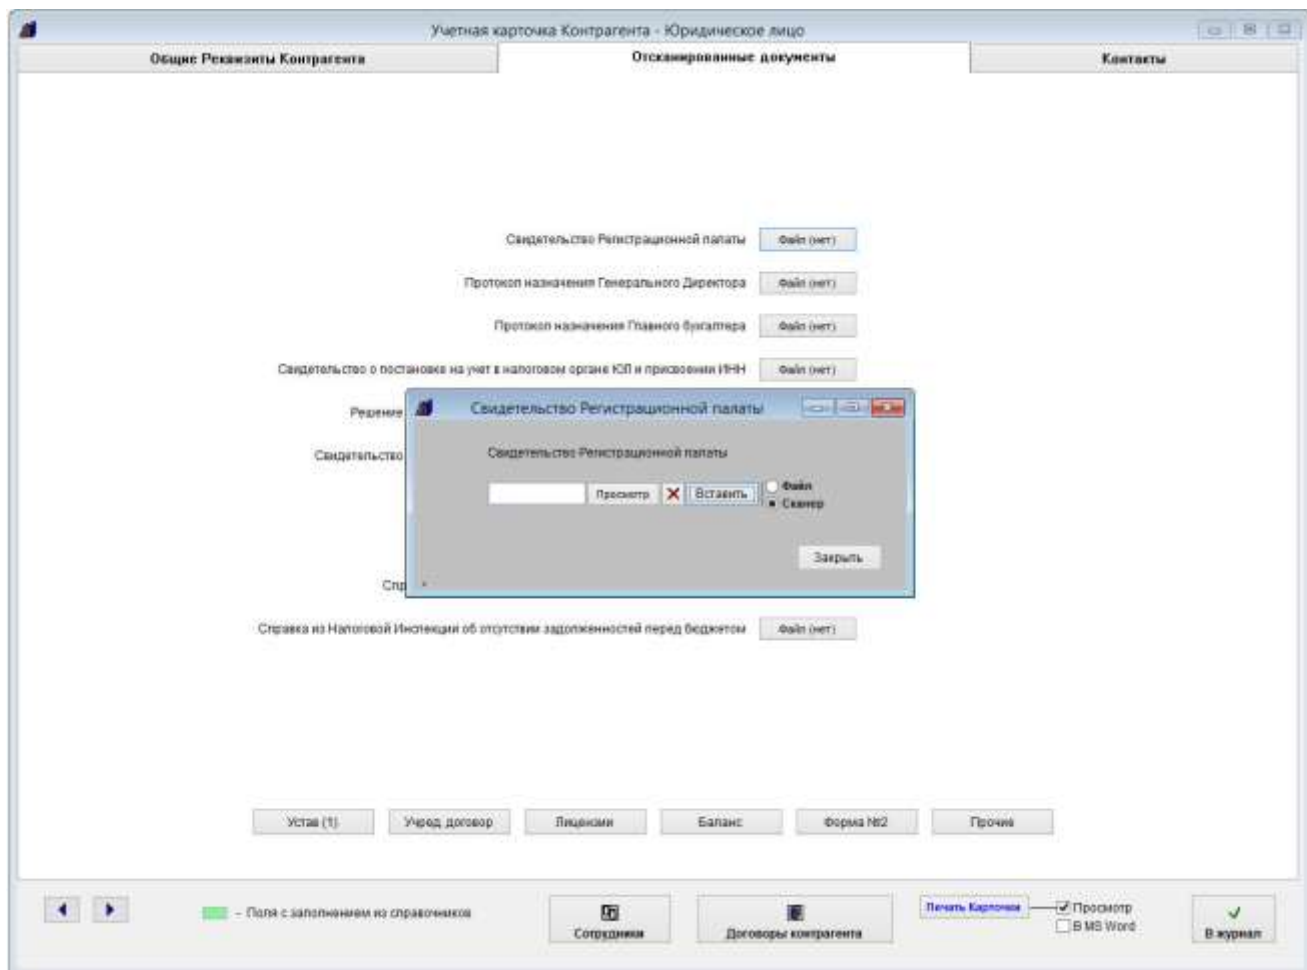 Учетная карточка Контрагента - Юридическое лицо
Общие Реквизиты Контрагента
Отсканированные документы
Контакты
Свидетельство Регистрационной палаты Файл (нет)
Протокол назначения Генерального Директора Файл (нет)
Протокол назначения Главного бухгалтера Файл (нет)
Свидетельство о постановке на учет в налоговом органе ЮЛ и присвоении ИНН Файл (нет)
Решение
Свидетельство
Спр
Свидетельство Регистрационной палаты
Свидетельство Регистрационной палаты
Просмотр Вставить
Файл
Сканер
Закрыть
Справка из Налоговой Инспекции об отсутствии задолженностей перед бюджетом Файл (нет)
Устав (1) Учред. договор Лицензии Баланс Форма №2 Прочие
- Поля с заполнением из справочников
Сотрудники
Договоры контрагента
Печать Карточки
Просмотр
В MS Word
В журнал